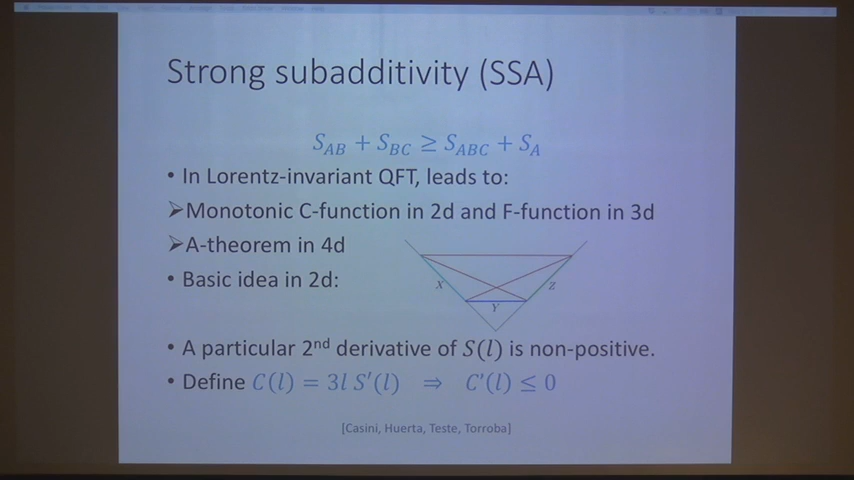 Strong subadditivity (SSA)
S_{AB} + S_{BC} ≥ S_{ABC} + S_A
• In Lorentz-invariant QFT, leads to:
➢Monotonic C-function in 2d and F-function in 3d
➢A-theorem in 4d
• Basic idea in 2d:
X
Z
Y
• A particular 2nd derivative of S(l) is non-positive.
• Define C(l) = 3l S'(l) ⇒ C'(l) ≤ 0
[Casini, Huerta, Teste, Torroba]